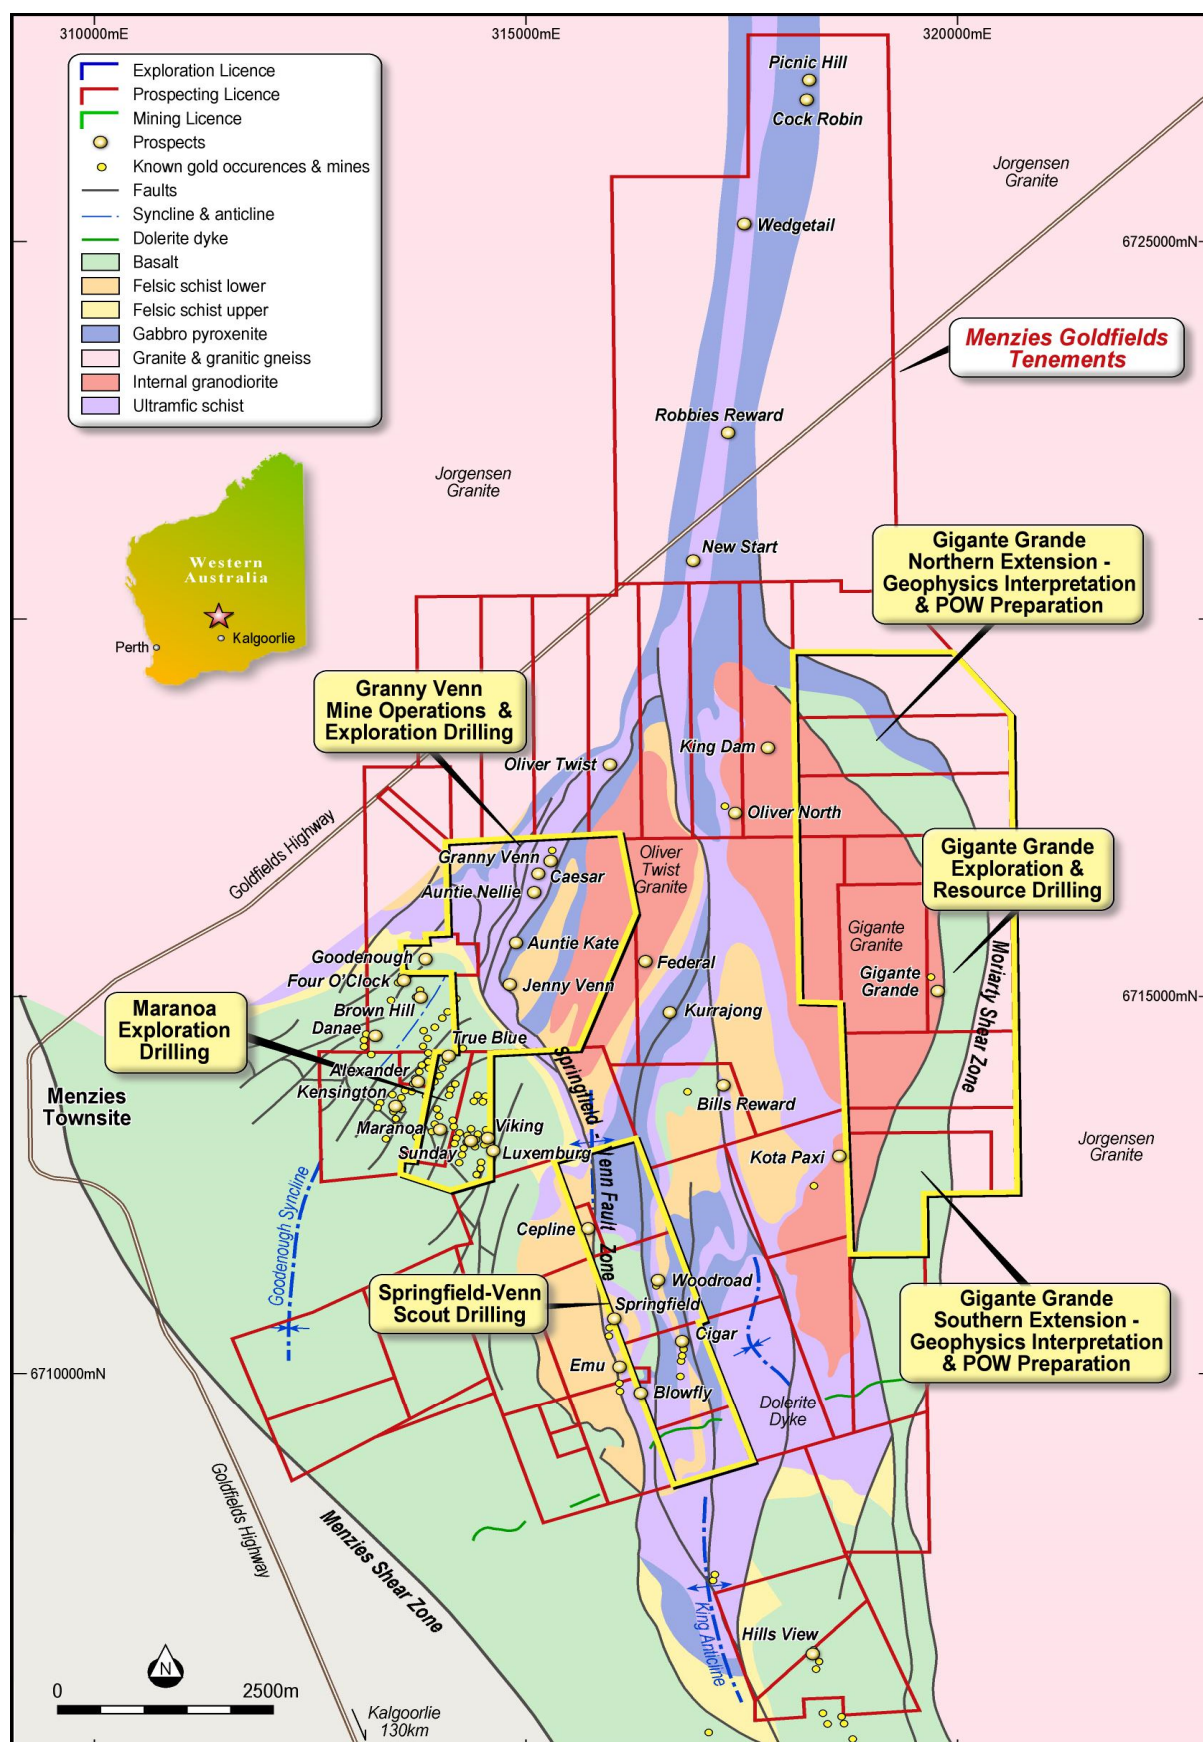 310000mE
315000mE
320000mE
Exploration Licence
Prospecting Licence
Mining Licence
Prospects
Known gold occurences & mines
Faults
Syncline & anticline
Dolerite dyke
Basalt
Felsic schist lower
Felsic schist upper
Gabbro pyroxenite
Granite & granitic gneiss
Internal granodiorite
Ultramfic schist
Picnic Hill
Cock Robin
Jorgensen
Granite
Wedgetail
6725000mN
Menzies Goldfields
Tenements
Robbies Reward
Jorgensen
Granite
New Start
Gigante Grande
Northern Extension -
Geophysics Interpretation
& POW Preparation
Western
Australia
Perth
Kalgoorlie
Granny Venn
Mine Operations &
Exploration Drilling
King Dam
Oliver Twist
Oliver North
Goldfields Highway
Granny Venn
Caesar
Auntie Nellie
Oliver
Twist
Granite
Gigante Grande
Exploration &
Resource Drilling
Auntie Kate
Gigante
Granite
Goodenough
Federal
Four O'Clock
Jenny Venn
Gigante
Grande
Moriarty Shear Zone
6715000mN
Brown Hill
Kurrajong
Maranoa
Exploration
Drilling
Danae
True Blue
Springfield -
Venn Fault
Zone
Alexander
Kensington
Menzies
Townsite
Bills Reward
Maranoa
Viking
Sunday
Luxemburg
Kota Paxi
Jorgensen
Granite
Goodenough Syncline
Cepline
Woodroad
Springfield-Venn
Scout Drilling
Springfield
Gigante Grande
Southern Extension -
Geophysics Interpretation
& POW Preparation
Cigar
Emu
6710000mN
Blowfly
Dolerite
Dyke
Goldfields Highway
Menzies Shear Zone
King Anticline
Hills View
N
0
2500m
Kalgoorlie
130km